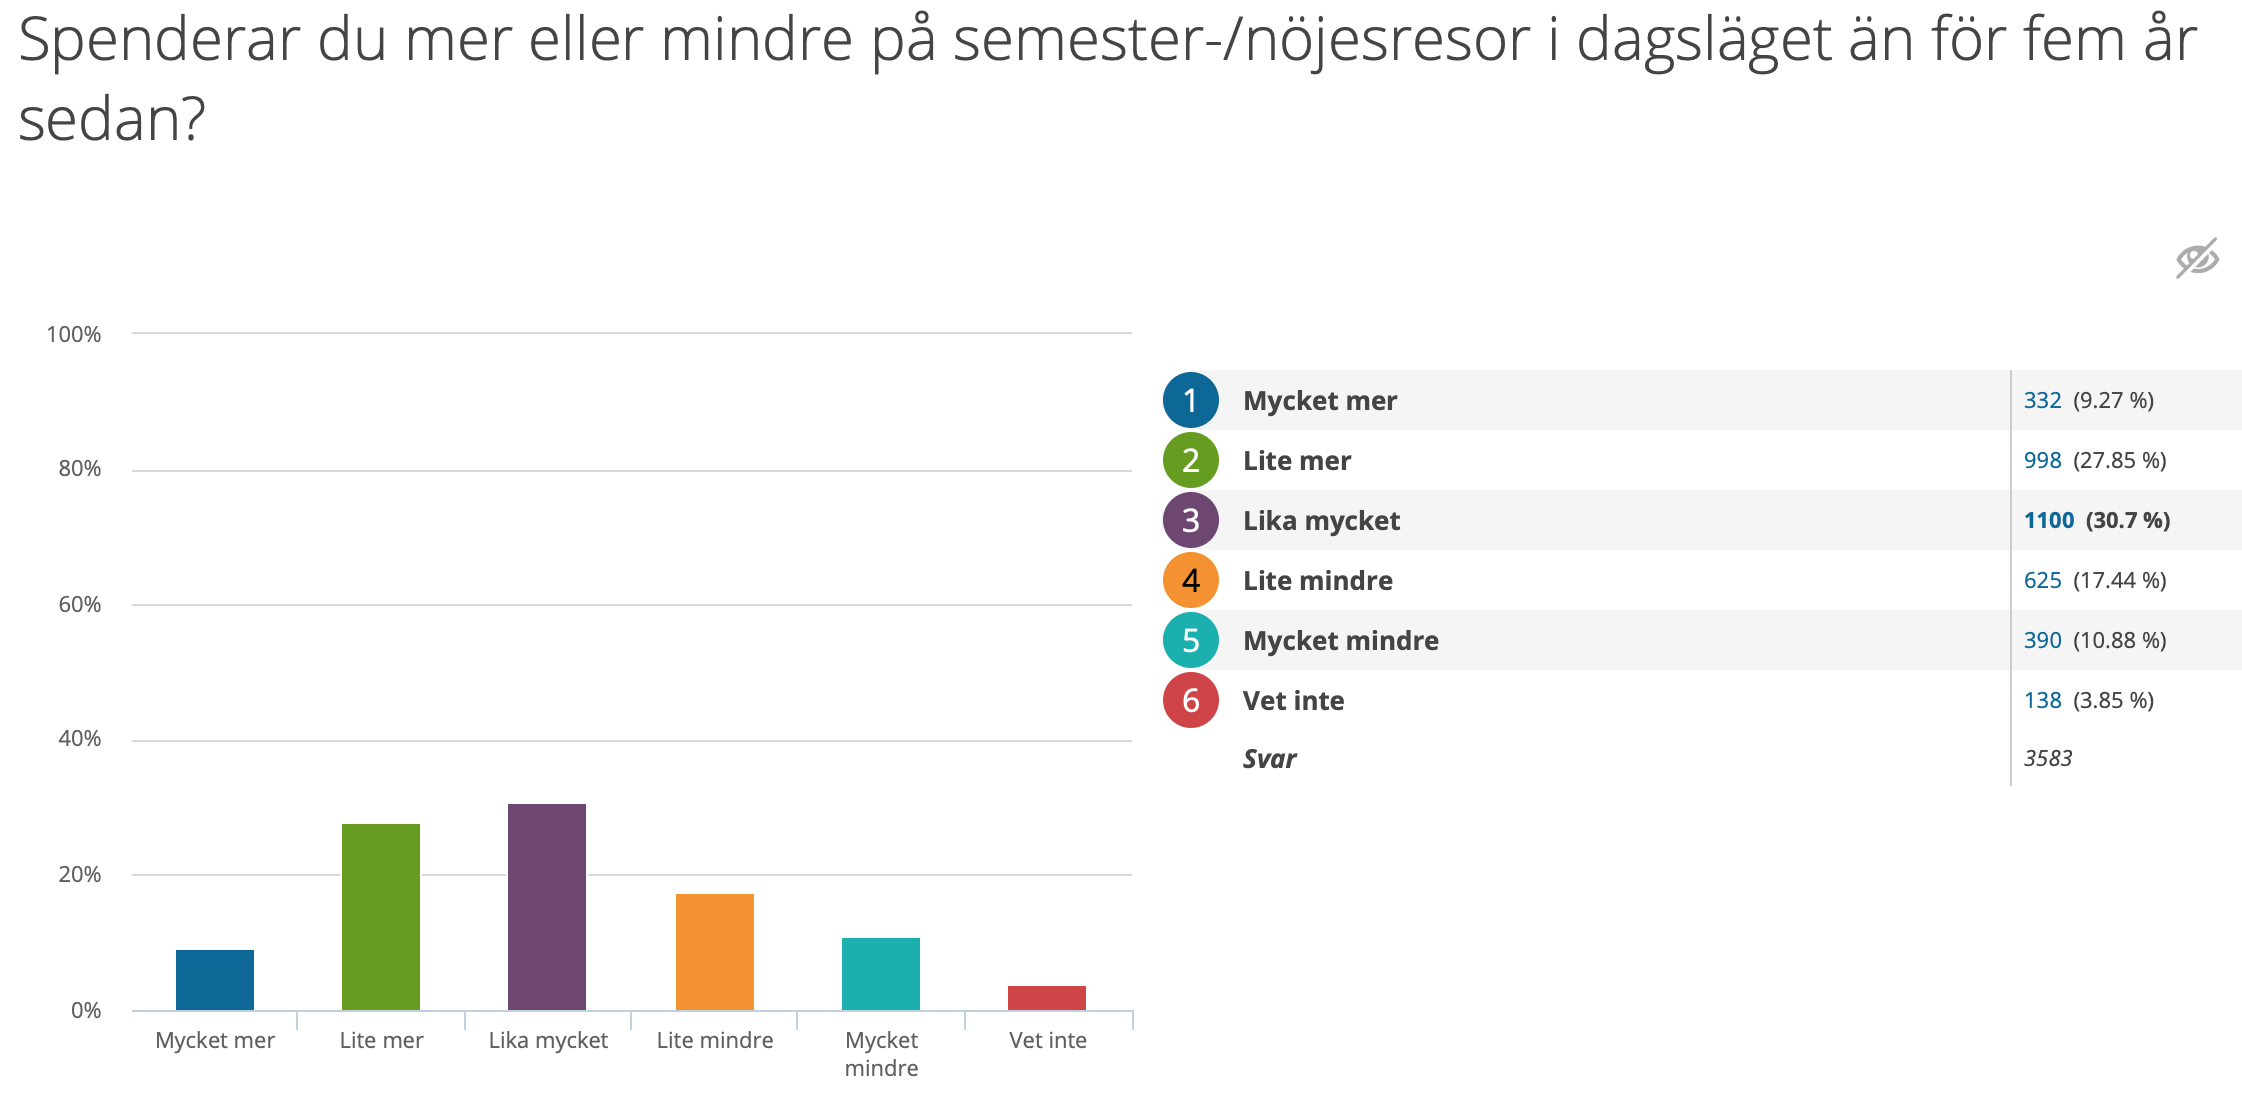 Spenderar du mer eller mindre på semester-/nöjesresor i dagsläget än för fem år
sedan?
100%
80%
60%
40%
20%
0%
Mycket mer
Lite mer
Lika mycket
Lite mindre
Mycket
mindre
Vet inte
1 Mycket mer 332 (9.27 %)
2 Lite mer 998 (27.85 %)
3 Lika mycket 1100 (30.7 %)
4 Lite mindre 625 (17.44 %)
5 Mycket mindre 390 (10.88 %)
6 Vet inte 138 (3.85 %)
Svar 3583